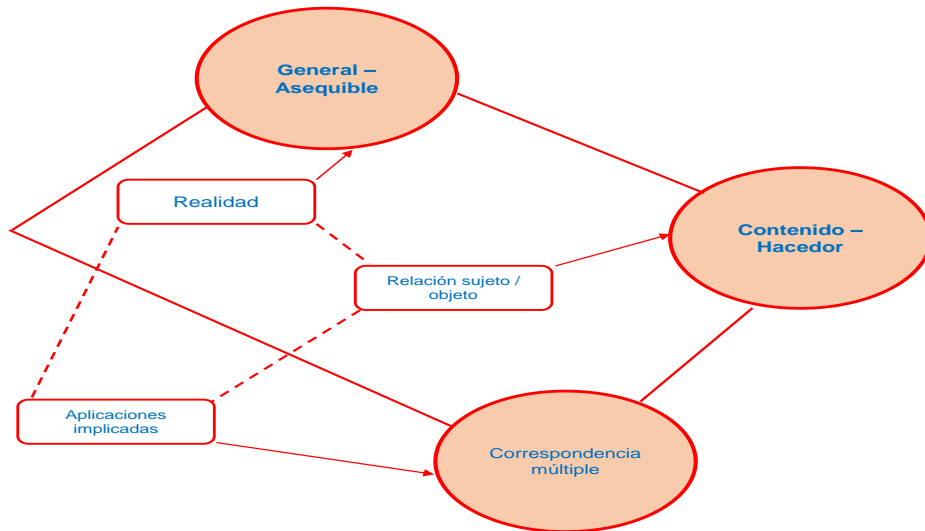 General –
Asequible
Realidad
Contenido –
Hacedor
Relación sujeto /
objeto
Aplicaciones
implicadas
Correspondencia
múltiple